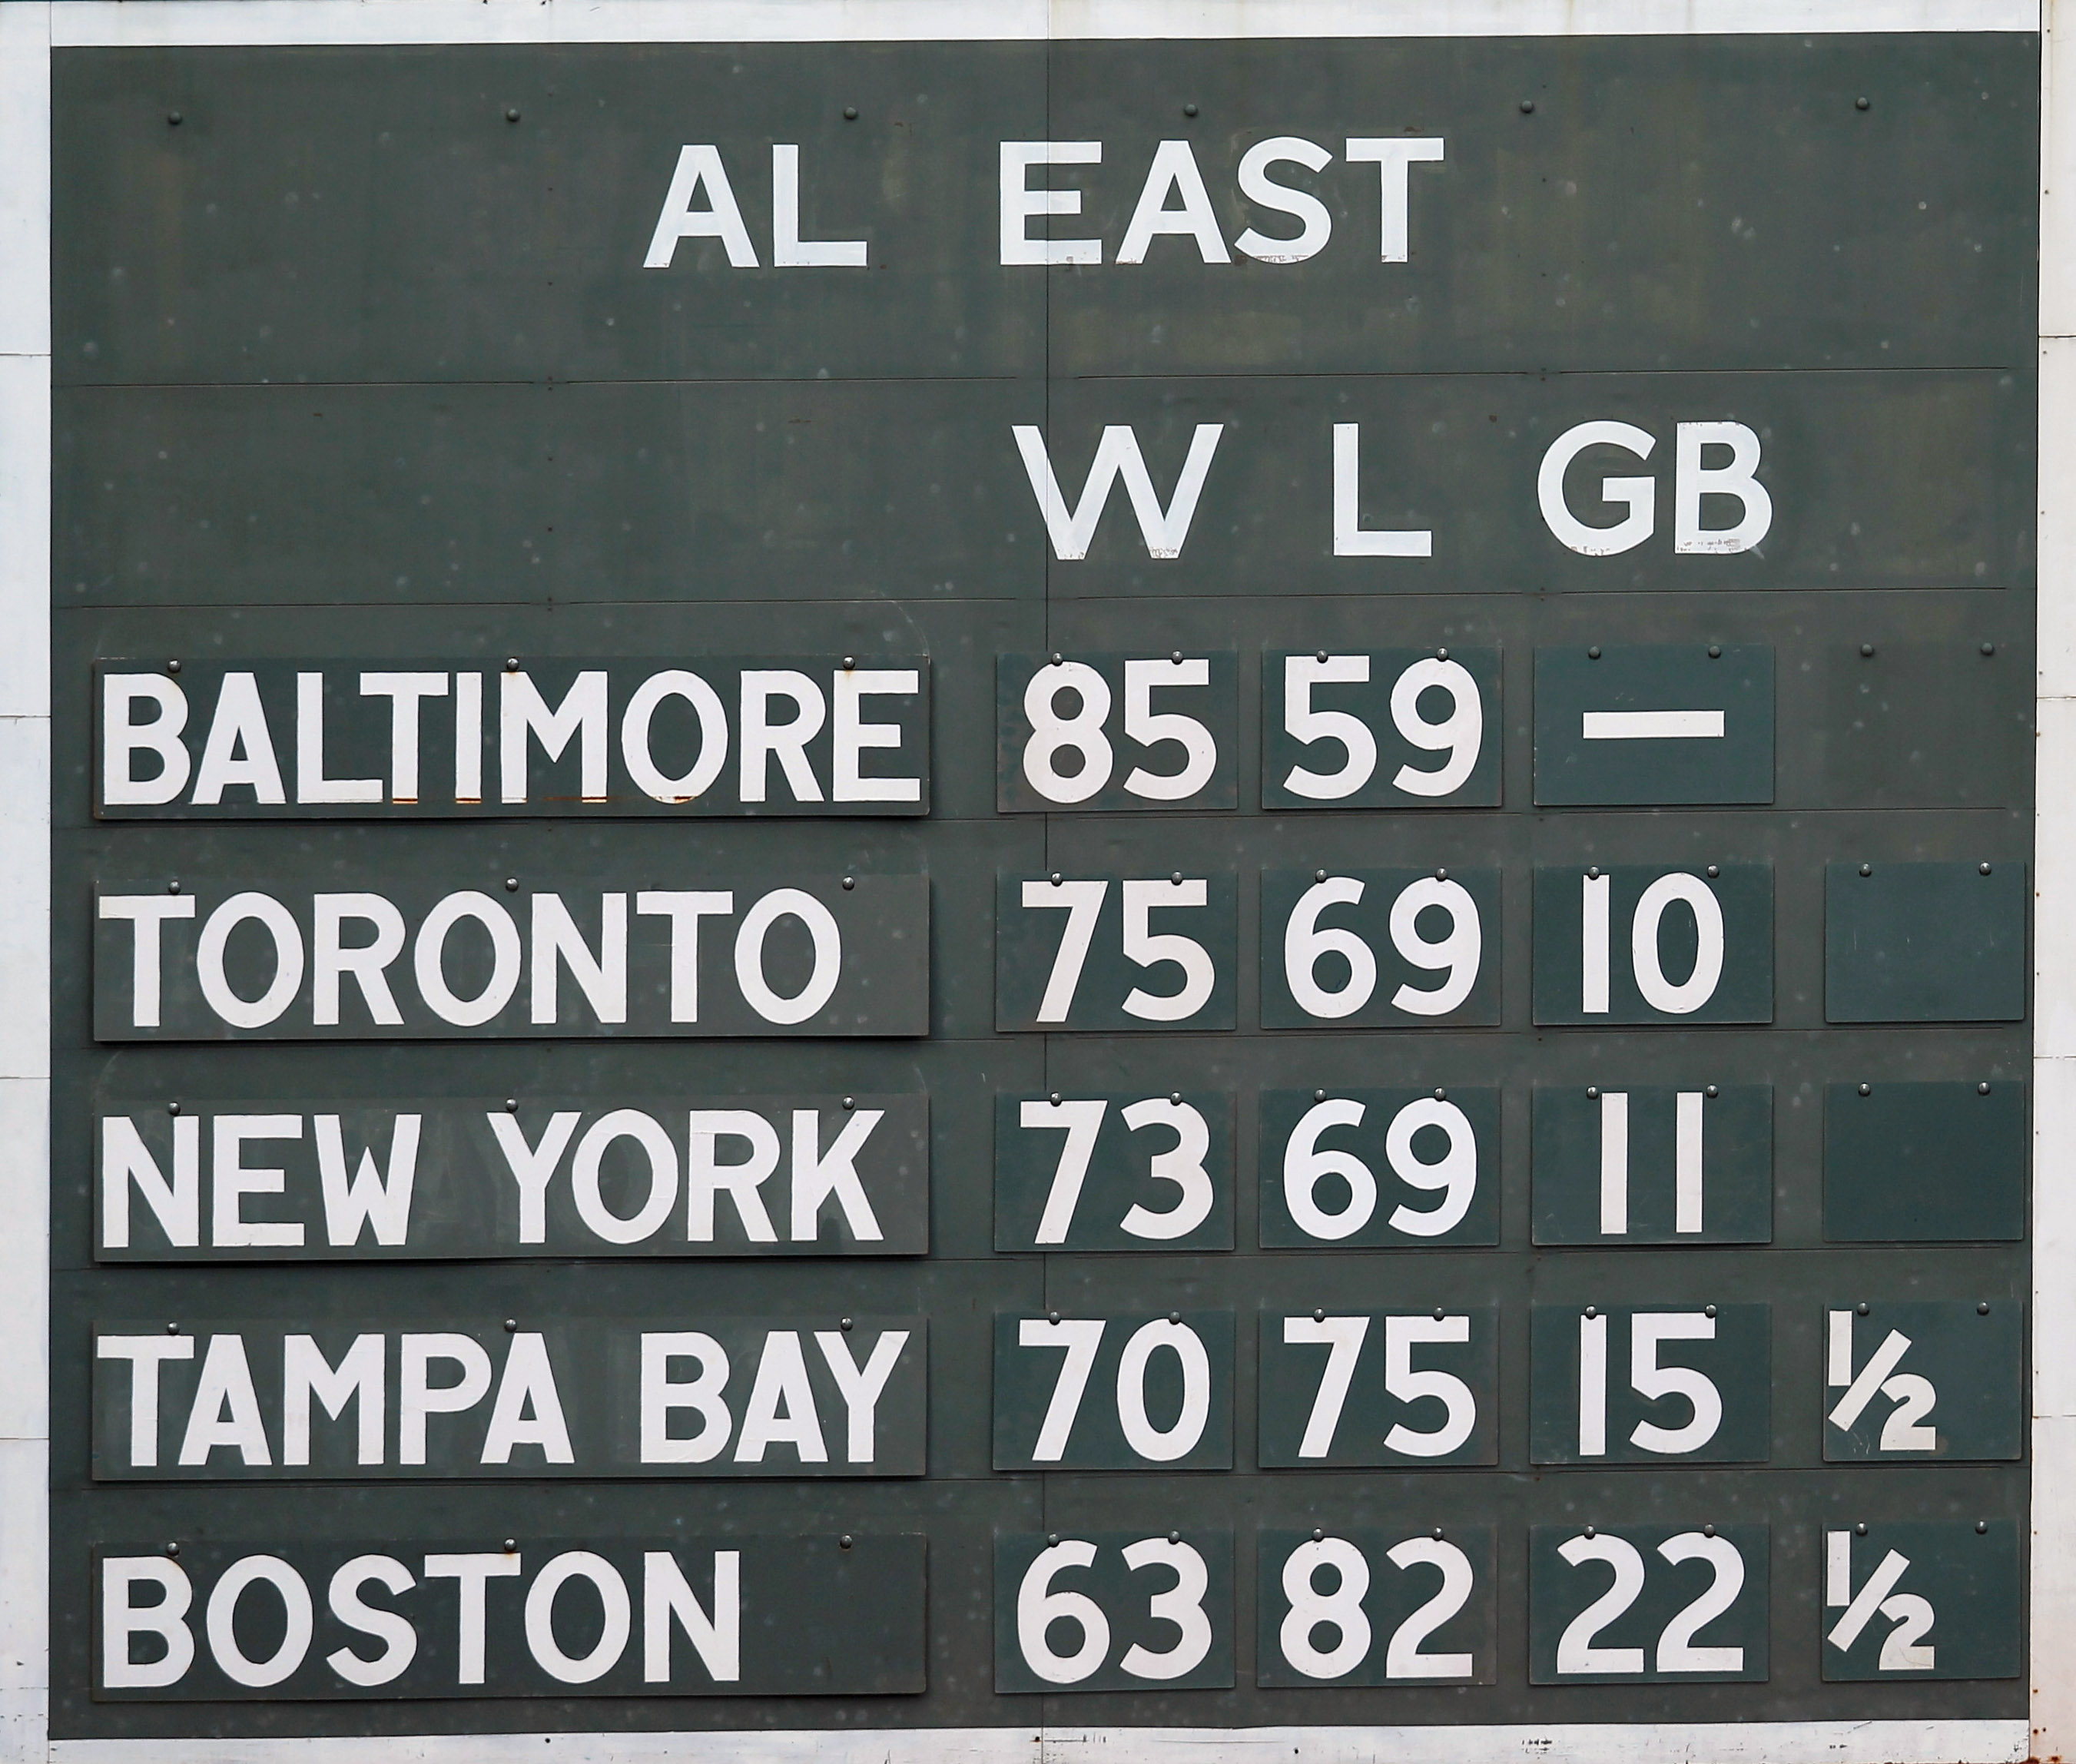 AL EAST
W L GB
BALTIMORE 85 59 —
TORONTO 75 69 10
NEW YORK 73 69 11
TAMPA BAY 70 75 15 1/2
BOSTON 63 82 22 1/2